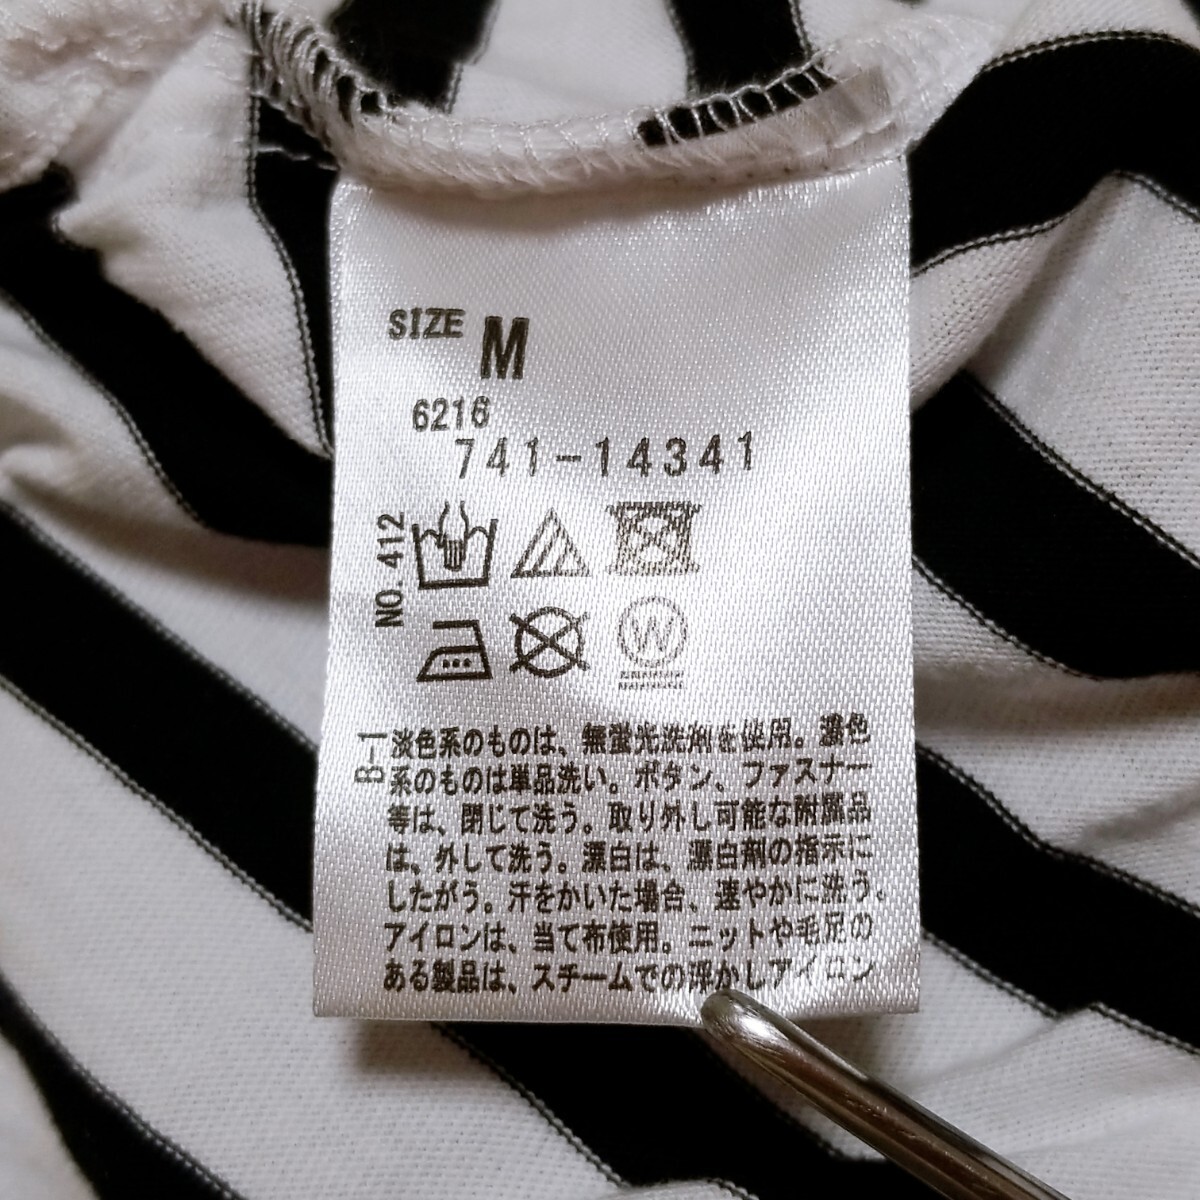 SIZE M
6216
741-14341
NO. 412
W
B-1
淡色系のものは、無蛍光洗剤を使用。濃色
系のものは単品洗い。ボタン、ファスナー
等は、閉じて洗う。取り外し可能な附属品
は、外して洗う。漂白は、漂白剤の指示に
したがう。汗をかいた場合、速やかに洗う。
アイロンは、当て布使用。ニットや毛足の
ある製品は、スチームでの浮かしアイロン